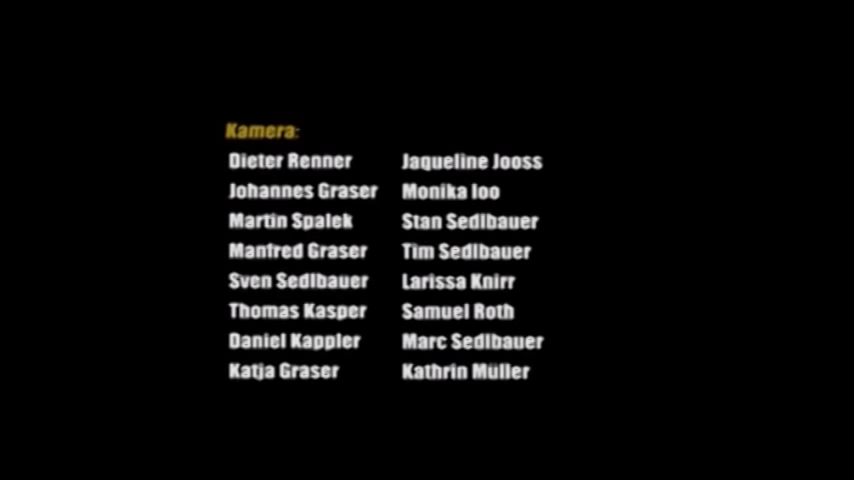 Kamera:
Dieter Renner Jaqueline Jooss
Johannes Graser Monika Ioo
Martin Spalek Stan Sedlbauer
Manfred Graser Tim Sedlbauer
Sven Sedlbauer Larissa Knirr
Thomas Kasper Samuel Roth
Daniel Kappler Marc Sedlbauer
Katja Graser Kathrin Müller